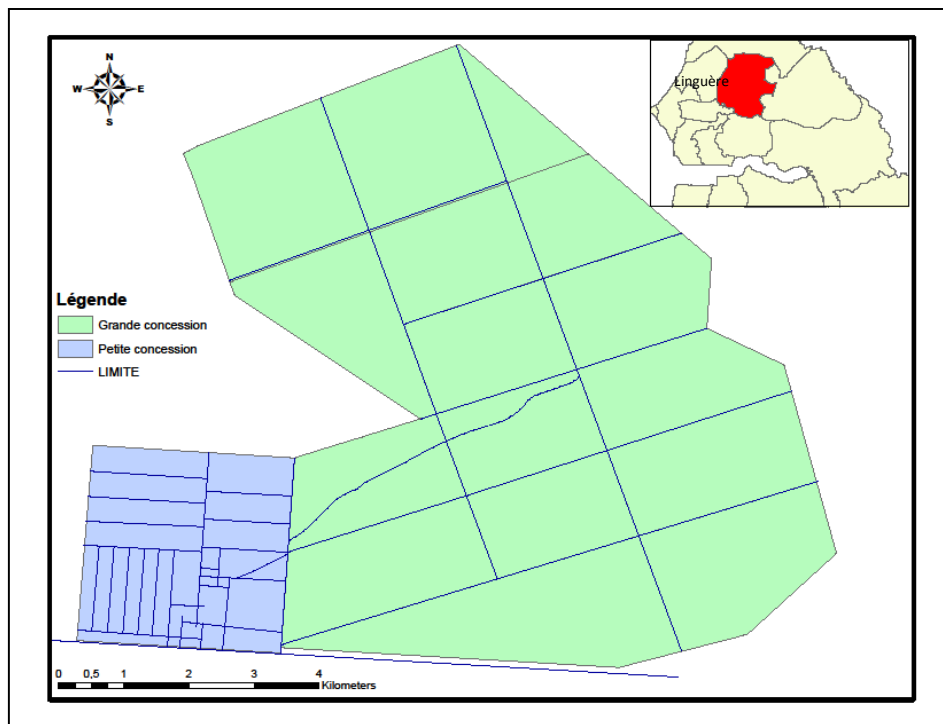 N
W E
S
Linguère
Légende
Grande concession
Petite concession
LIMITE
0 0,5 1 2 3 4
Kilometers